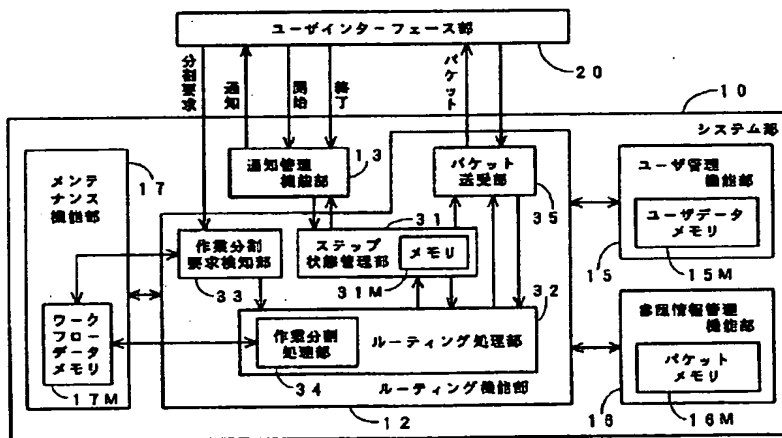 ユーザインターフェース部
20
分割要求
通知
開始
終了
パケット
10
システム部
17
メンテ
ナンス
機能部
通知管理
機能部
13
パケット
送受部
35
ユーザ管理
機能部
ユーザデータ
メモリ
15
15M
31
作業分割
要求検知部
33
ステップ
状態管理部
メモリ
31M
32
ワーク
フロー
データ
メモリ
17M
作業分割
処理部
34
ルーティング処理部
ルーティング機能部
12
書類情報管理
機能部
パケット
メモリ
16
16M